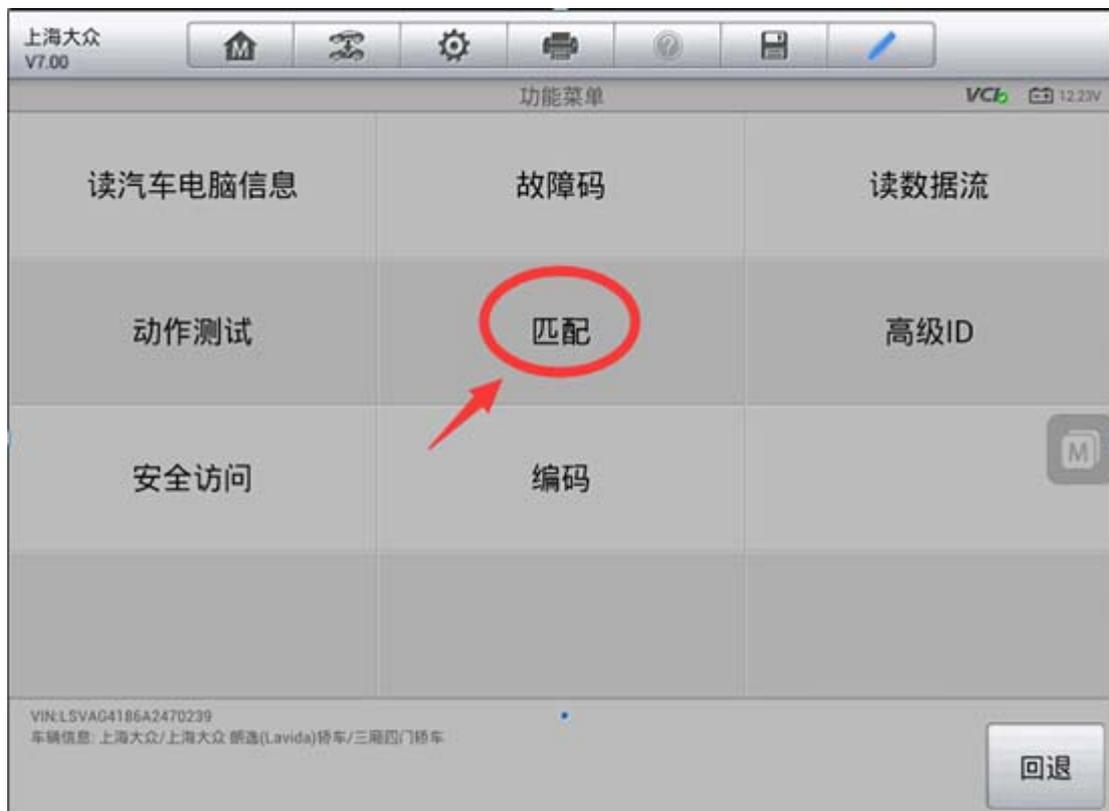 上海大众
V7.00
M
功能菜单
VCI 12.23V
读汽车电脑信息 故障码 读数据流
动作测试 匹配 高级ID
M
安全访问 编码
VIN:LSVAG4186A2470239
车辆信息: 上海大众/上海大众 朗逸(Lavida)轿车/三厢四门轿车
回退